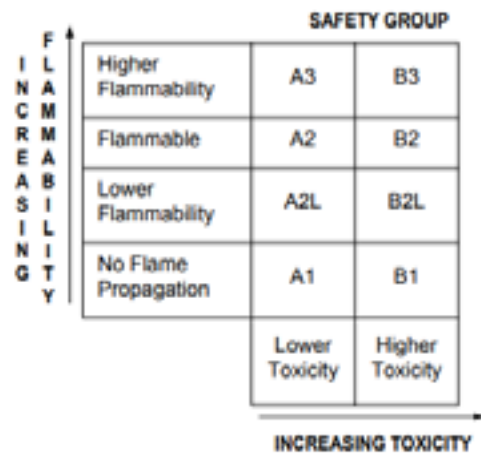 SAFETY GROUP
INCREASING
FLAMMABILITY
Higher
Flammability
A3
B3
Flammable
A2
B2
Lower
Flammability
A2L
B2L
No Flame
Propagation
A1
B1
Lower
Toxicity
Higher
Toxicity
INCREASING TOXICITY